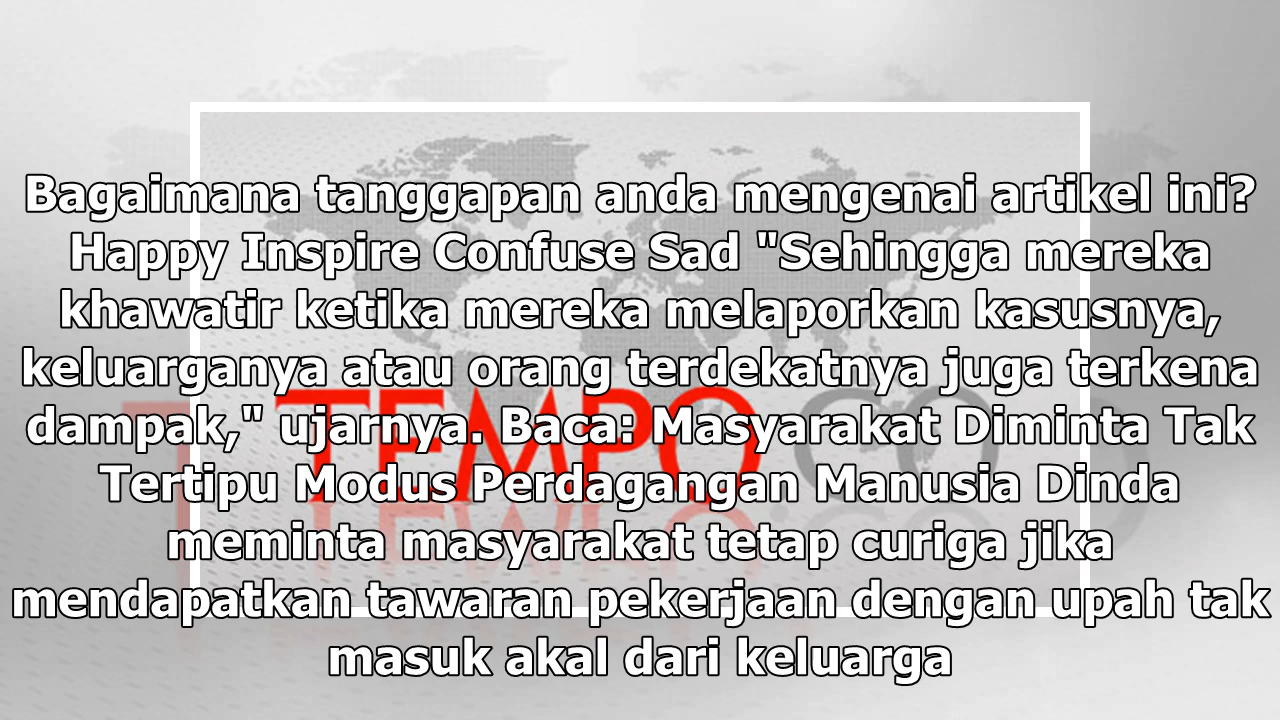 Bagaimana tanggapan anda mengenai artikel ini?
Happy Inspire Confuse Sad "Sehingga mereka
khawatir ketika mereka melaporkan kasusnya,
keluarganya atau orang terdekatnya juga terkena
dampak," ujarnya. Baca: Masyarakat Diminta Tak
Tertipu Modus Perdagangan Manusia Dinda
meminta masyarakat tetap curiga jika
mendapatkan tawaran pekerjaan dengan upah tak
masuk akal dari keluarga
TEMPO.CO